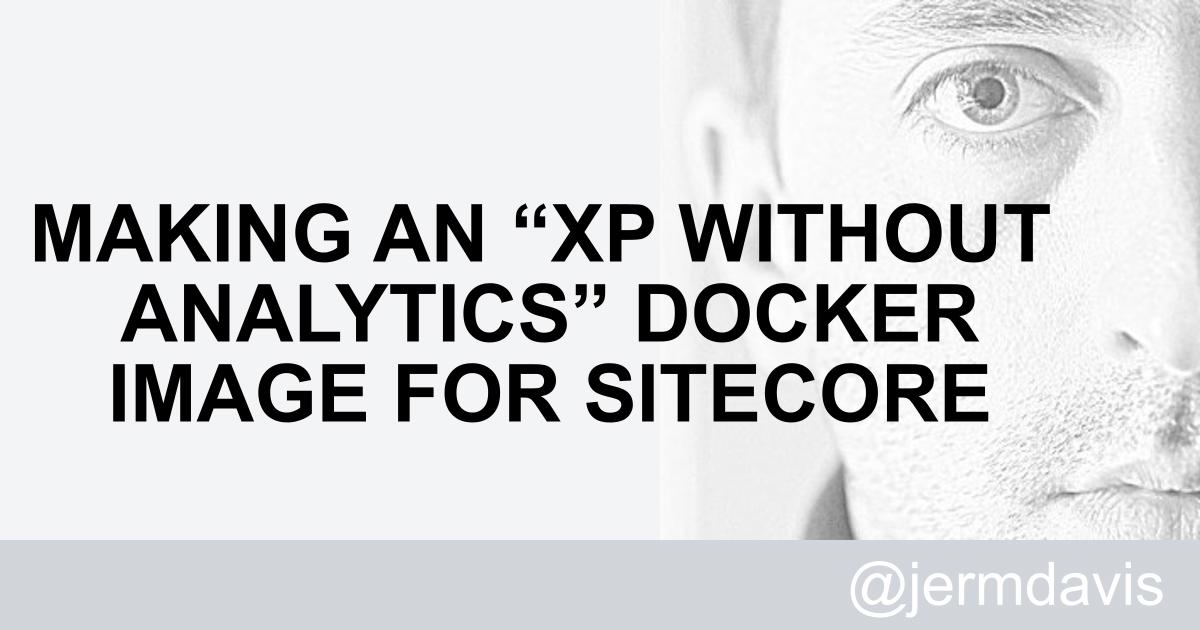 MAKING AN “XP WITHOUT
ANALYTICS” DOCKER
IMAGE FOR SITECORE
@jermdavis